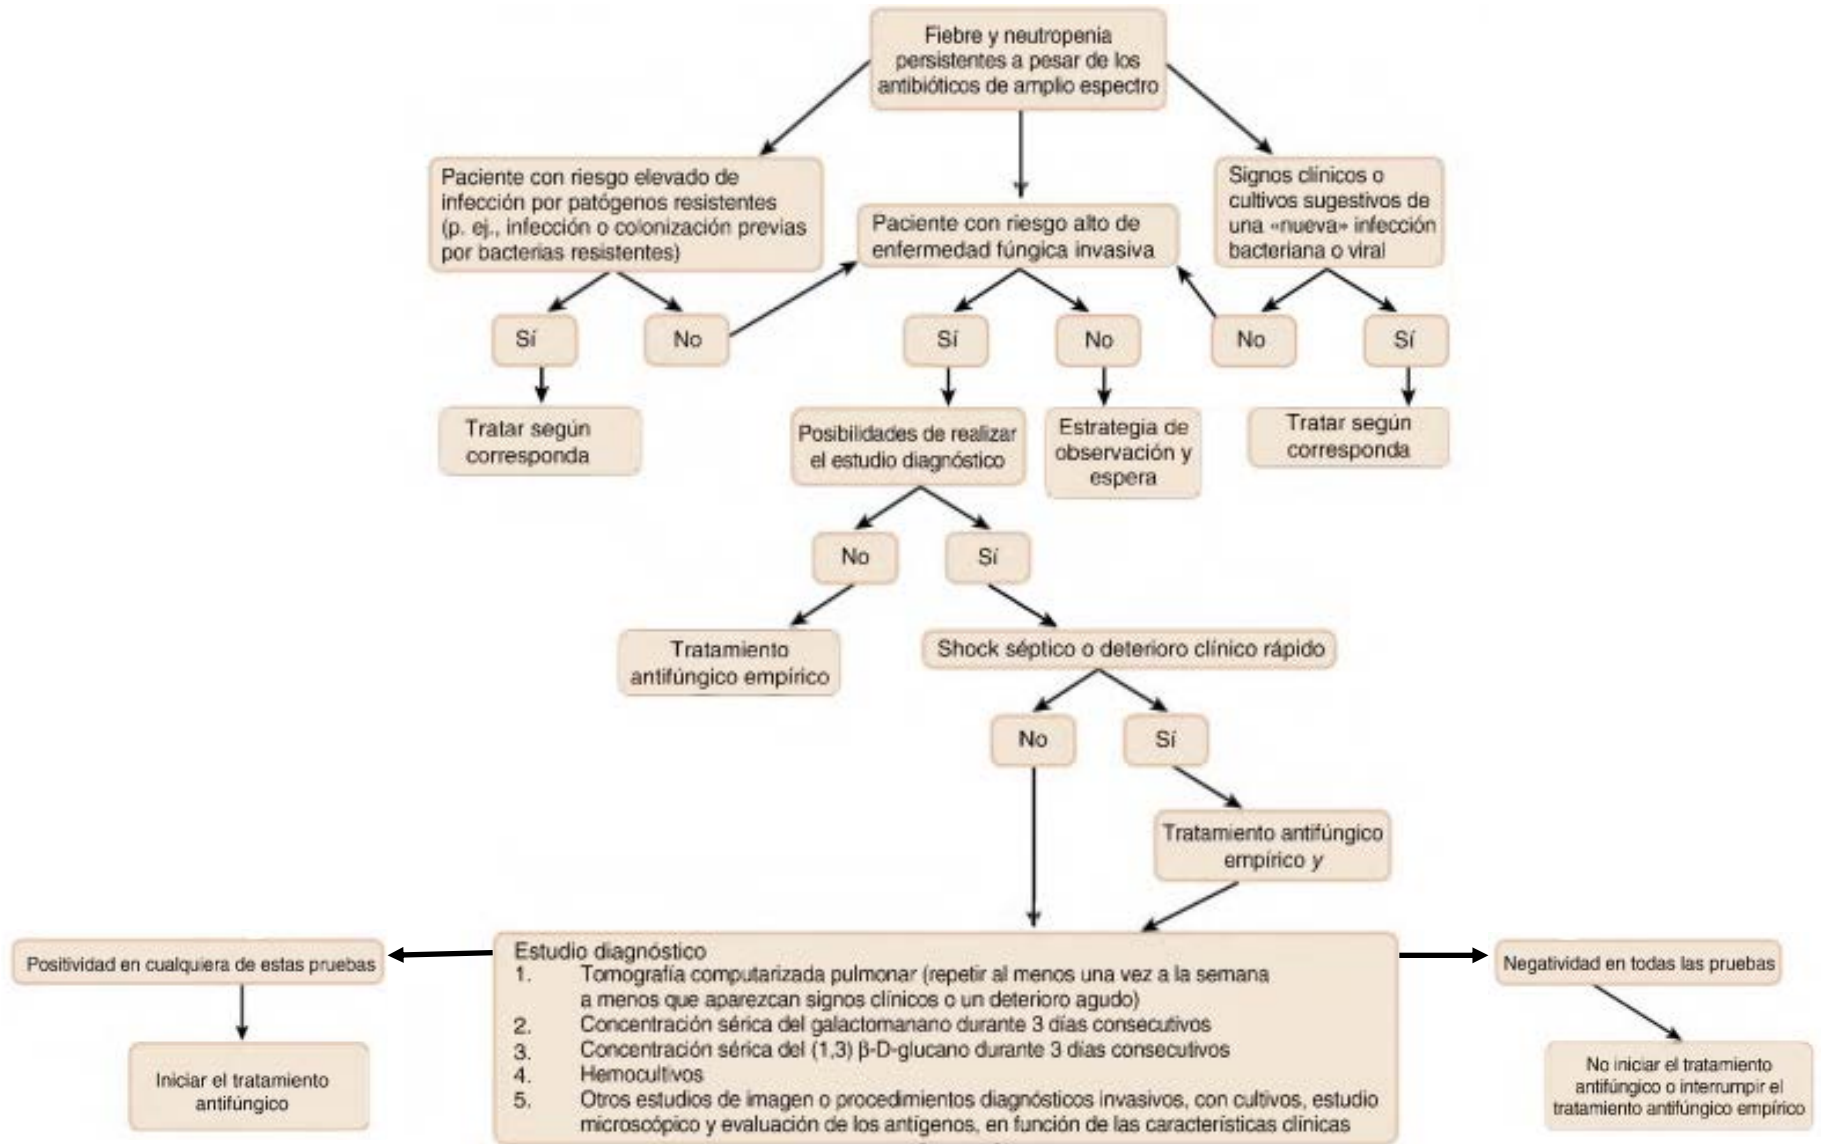 Fiebre y neutropenia
persistentes a pesar de los
antibióticos de amplio espectro
Paciente con riesgo elevado de
infección por patógenos resistentes
(p. ej., infección o colonización previas
por bacterias resistentes)
Paciente con riesgo alto de
enfermedad fúngica invasiva
Signos clínicos o
cultivos sugestivos de
una «nueva» infección
bacteriana o viral
Sí
No
Sí
No
No
Sí
Tratar según
corresponda
Posibilidades de realizar
el estudio diagnóstico
Estrategia de
observación y
espera
Tratar según
corresponda
No
Sí
Tratamiento
antifúngico empírico
Shock séptico o deterioro clínico rápido
No
Sí
Tratamiento antifúngico
empírico y
Positividad en cualquiera de estas pruebas
Iniciar el tratamiento
antifúngico
Estudio diagnóstico
1. Tomografía computarizada pulmonar (repetir al menos una vez a la semana
a menos que aparezcan signos clínicos o un deterioro agudo)
2. Concentración sérica del galactomanano durante 3 días consecutivos
3. Concentración sérica del (1,3) β-D-glucano durante 3 días consecutivos
4. Hemocultivos
5. Otros estudios de imagen o procedimientos diagnósticos invasivos, con cultivos, estudio
microscópico y evaluación de los antígenos, en función de las características clínicas
Negatividad en todas las pruebas
No iniciar el tratamiento
antifúngico o interrumpir el
tratamiento antifúngico empírico